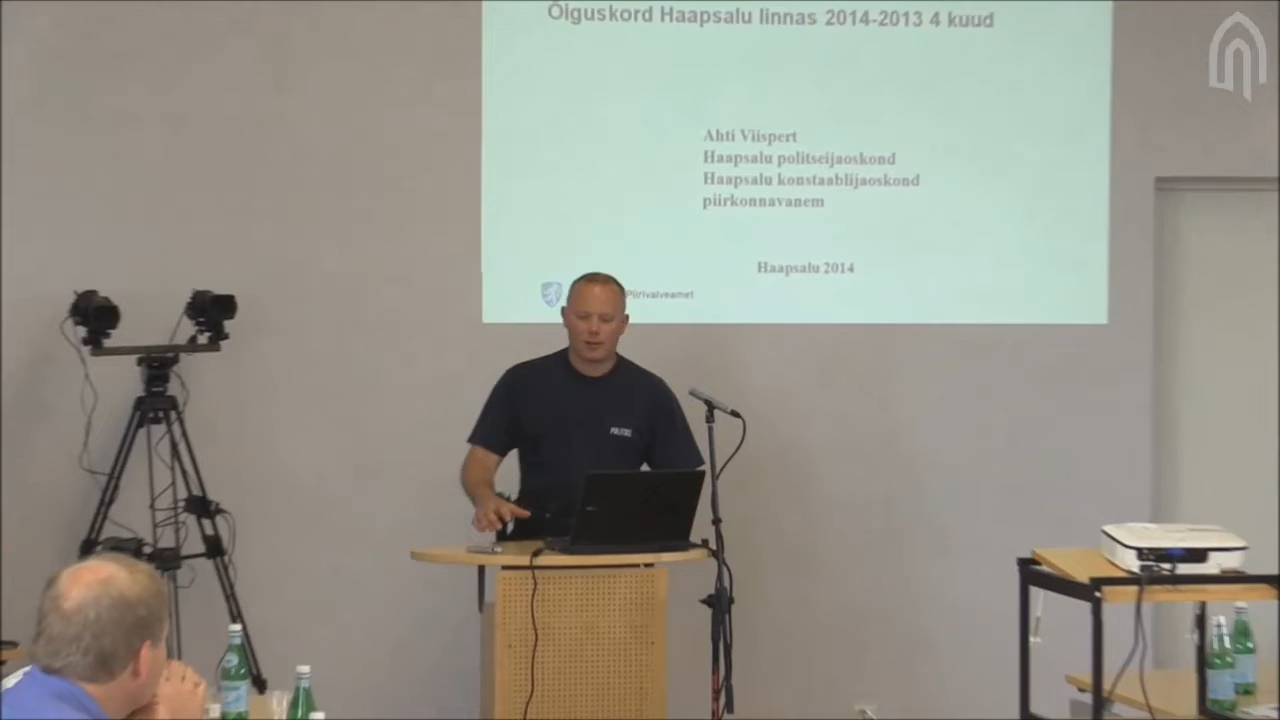 Õiguskord Haapsalu linnas 2014-2013 4 kuud
Ahti Viispert
Haapsalu politseijaoskond
Haapsalu konstaablijaoskond
piirkonnavanem
Haapsalu 2014
Piirivalveamet
POLITSEI